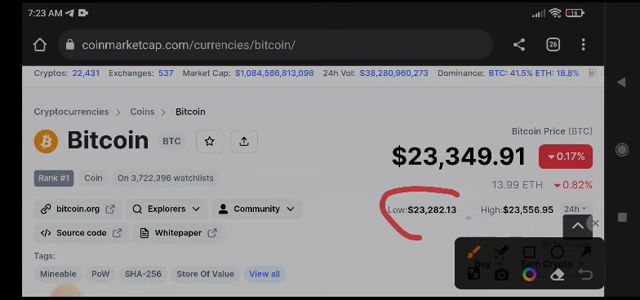 7:23 AM
16
coinmarketcap.com/currencies/bitcoin/
26
Cryptos: 22,431 Exchanges: 537 Market Cap: $1,084,566,813,098 24h Vol: $38,280,960,273 Dominance: BTC: 41.5% ETH: 18.8%
Cryptocurrencies > Coins > Bitcoin
Bitcoin BTC
Bitcoin Price (BTC)
$23,349.91 0.17%
Rank #1 Coin On 3,722,396 watchlists
13.99 ETH 0.82%
bitcoin.org Explorers Community
Low:$23,282.13 High:$23,556.95 24h
Source code Whitepaper
Tags:
Buy Earn Crypto
Mineable PoW SHA-256 Store Of Value View all